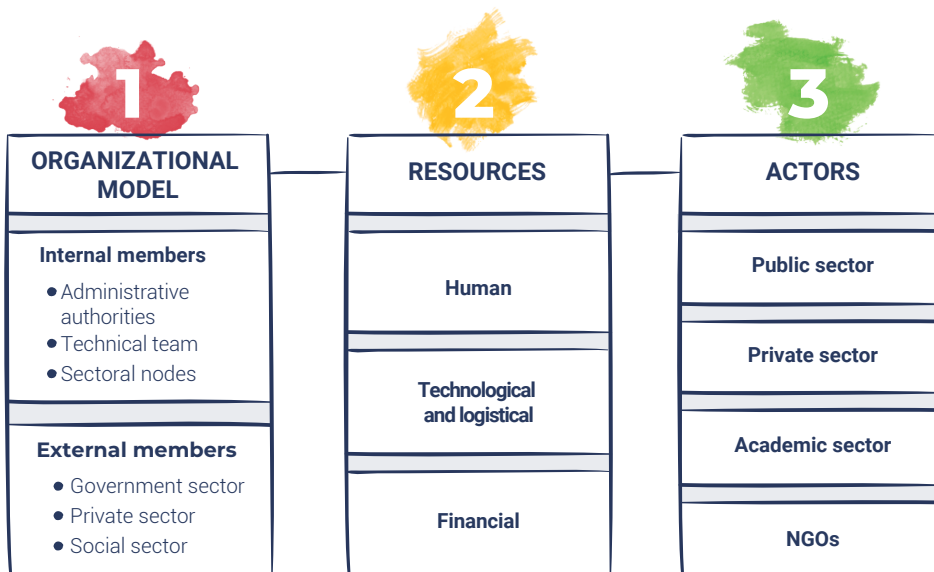 1
ORGANIZATIONAL
MODEL
Internal members
• Administrative
authorities
• Technical team
• Sectoral nodes
External members
• Government sector
• Private sector
• Social sector
2
RESOURCES
Human
Technological
and logistical
Financial
3
ACTORS
Public sector
Private sector
Academic sector
NGOs